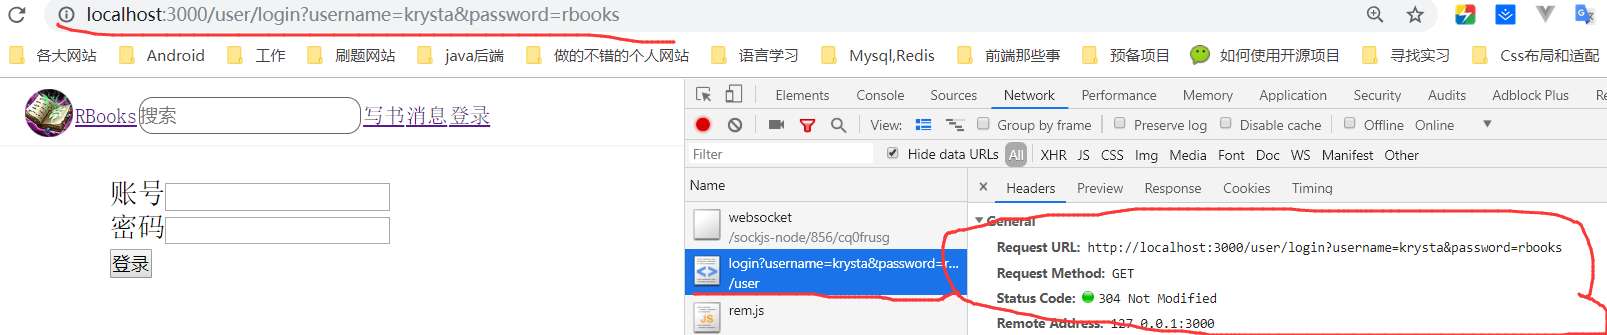 localhost:3000/user/login?username=krysta&password=rbooks
各大网站 Android 工作 刷题网站 java后端 做的不错的个人网站 语言学习 Mysql,Redis 前端那些事 预备项目 如何使用开源项目 寻找实习 Css布局和适配
RBooks 搜索 写书 消息 登录
账号
密码
登录
Elements Console Sources Network Performance Memory Application Security Audits Adblock Plus Re
View: Group by frame Preserve log Disable cache Offline Online
Filter Hide data URLs All XHR JS CSS Img Media Font Doc WS Manifest Other
Name
websocket
/sockjs-node/856/cq0frusg
login?username=krysta&password=r...
/user
rem.js
JS
× Headers Preview Response Cookies Timing
General
Request URL: http://localhost:3000/user/login?username=krysta&password=rbooks
Request Method: GET
Status Code: 304 Not Modified
Remote Address: 127.0.0.1:3000